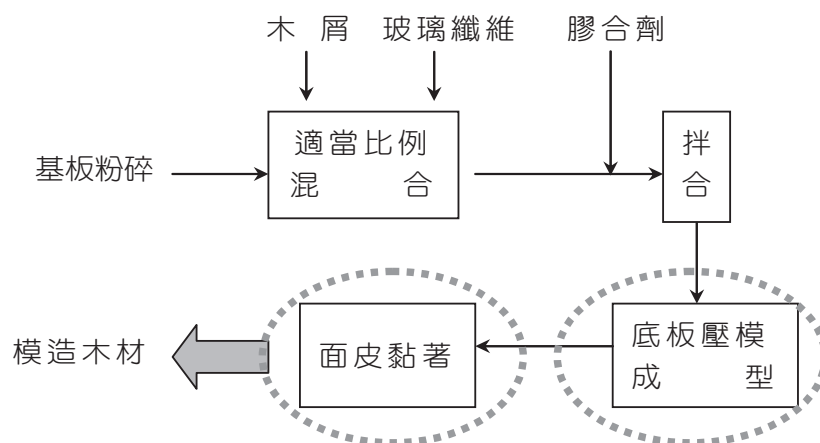 木 屑
玻璃纖維
膠合劑
基板粉碎
適當比例
混 合
拌
合
模造木材
面皮黏著
底板壓模
成 型